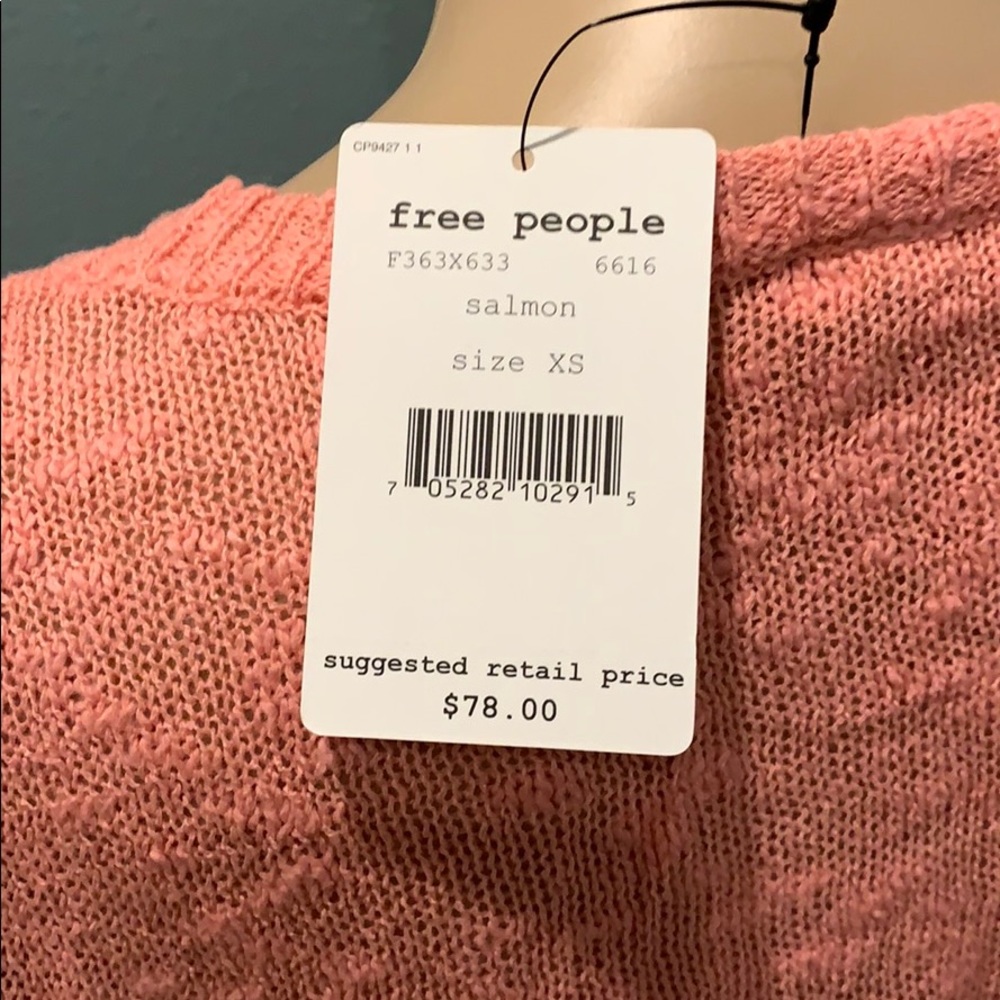 CP9427 1 1
free people
F363X633 6616
salmon
size XS
7 05282 10291 5
suggested retail price
$78.00